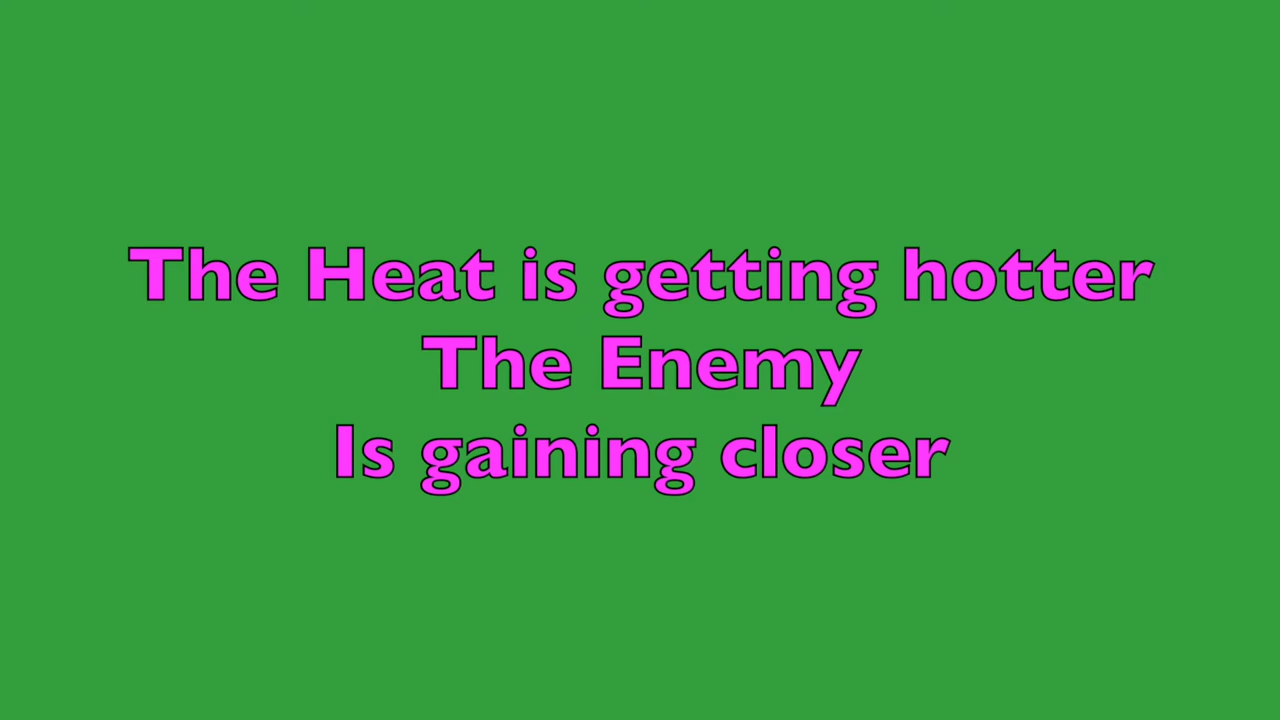 The Heat is getting hotter
The Enemy
Is gaining closer